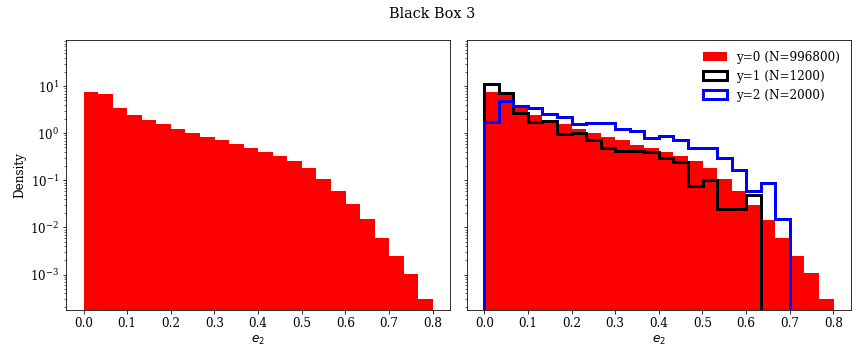 Black Box 3
Density
10¹
10⁰
10⁻¹
10⁻²
10⁻³
0.0 0.1 0.2 0.3 0.4 0.5 0.6 0.7 0.8
e₂
y=0 (N=996800)
y=1 (N=1200)
y=2 (N=2000)
0.0 0.1 0.2 0.3 0.4 0.5 0.6 0.7 0.8
e₂